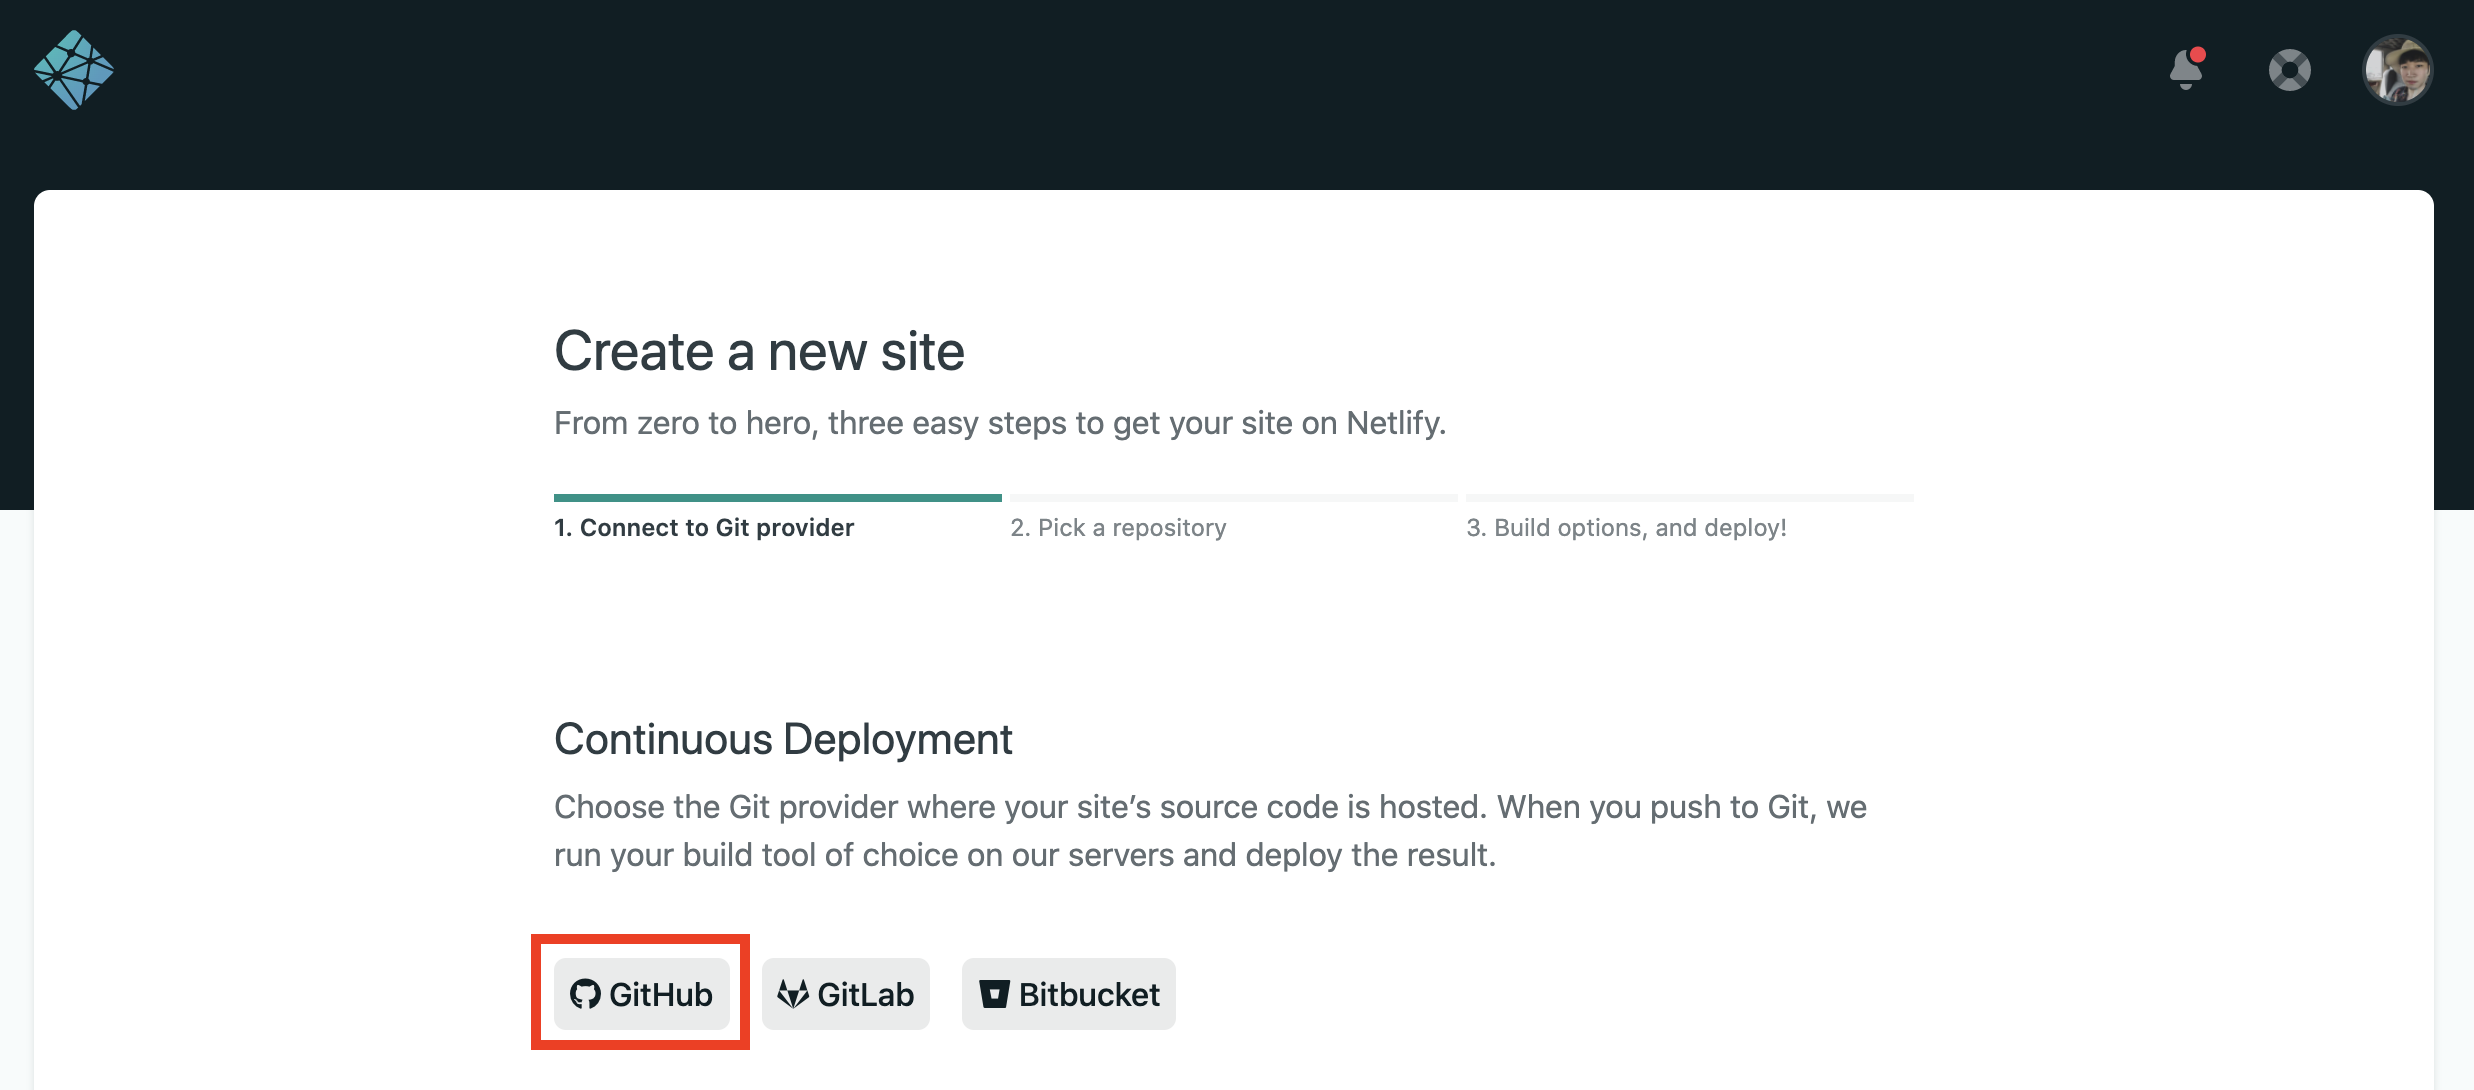 Create a new site
From zero to hero, three easy steps to get your site on Netlify.
1. Connect to Git provider
2. Pick a repository
3. Build options, and deploy!
Continuous Deployment
Choose the Git provider where your site’s source code is hosted. When you push to Git, we
run your build tool of choice on our servers and deploy the result.
GitHub
GitLab
Bitbucket